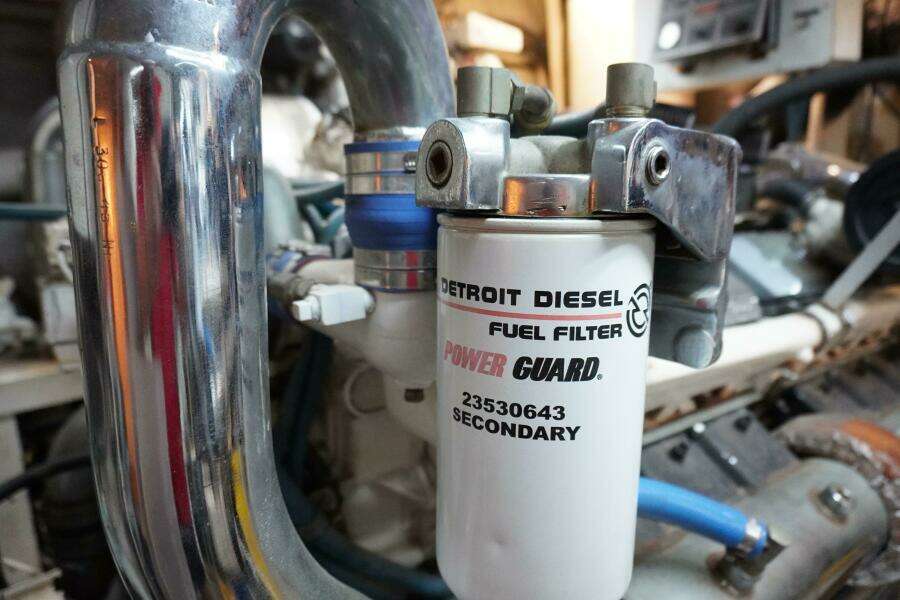 DETROIT DIESEL
FUEL FILTER
POWER GUARD®
23530643
SECONDARY